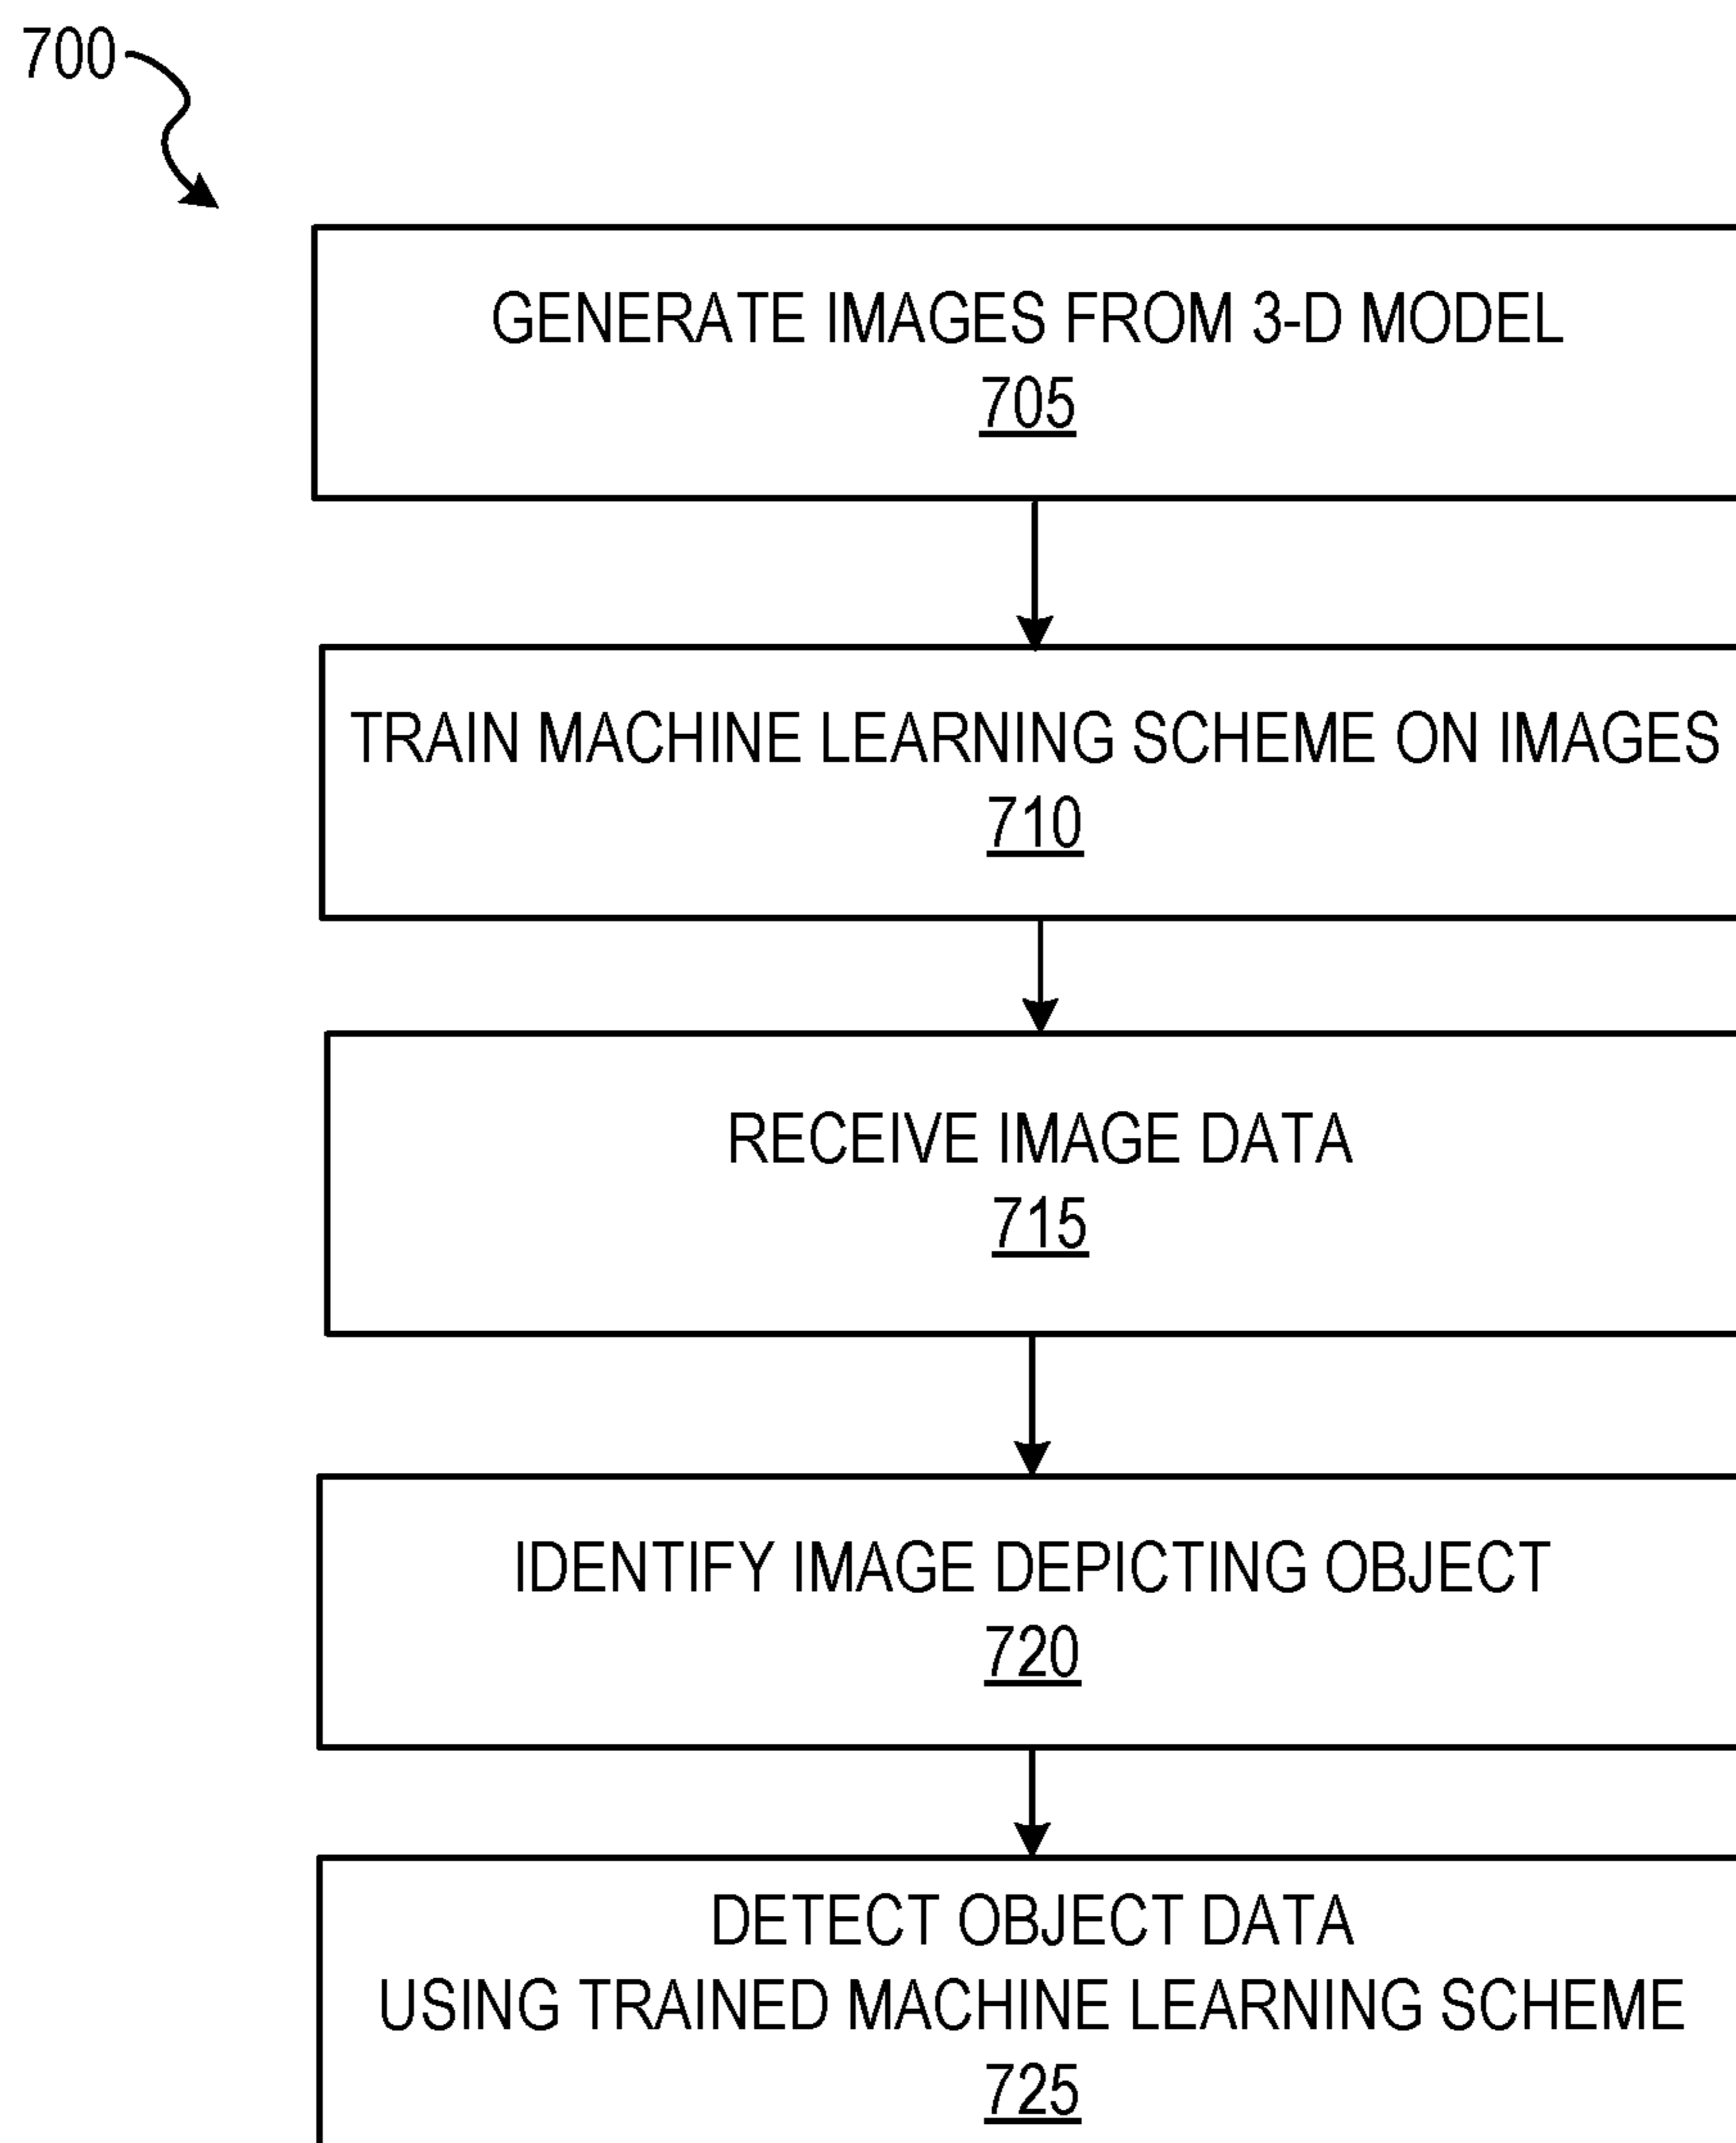 700
GENERATE IMAGES FROM 3-D MODEL
705
TRAIN MACHINE LEARNING SCHEME ON IMAGES
710
RECEIVE IMAGE DATA
715
IDENTIFY IMAGE DEPICTING OBJECT
720
DETECT OBJECT DATA
USING TRAINED MACHINE LEARNING SCHEME
725